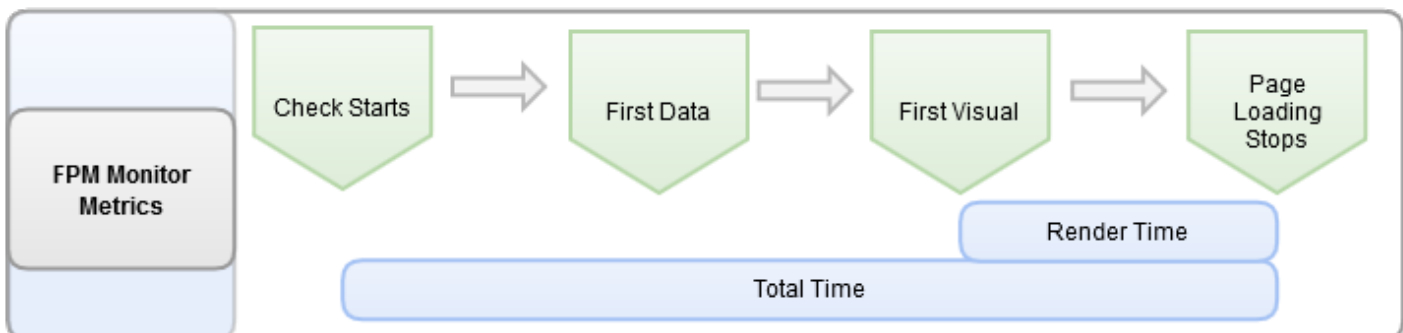 FPM Monitor
Metrics
Check Starts
First Data
First Visual
Page
Loading
Stops
Render Time
Total Time